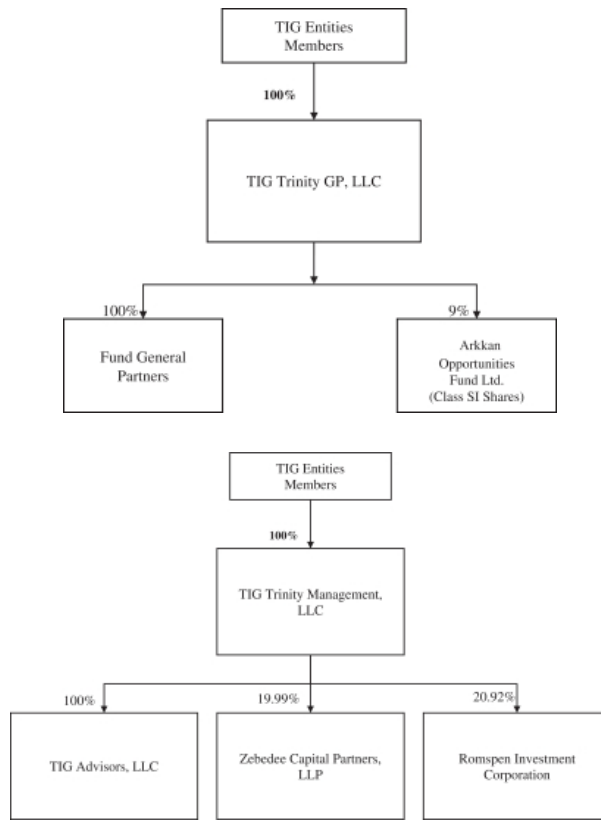 TIG Entities
Members
100%
TIG Trinity GP, LLC
100%
9%
Fund General
Partners
Arkkan
Opportunities
Fund Ltd.
(Class SI Shares)
TIG Entities
Members
100%
TIG Trinity Management,
LLC
100%
19.99%
20.92%
TIG Advisors, LLC
Zebedee Capital Partners,
LLP
Romspen Investment
Corporation